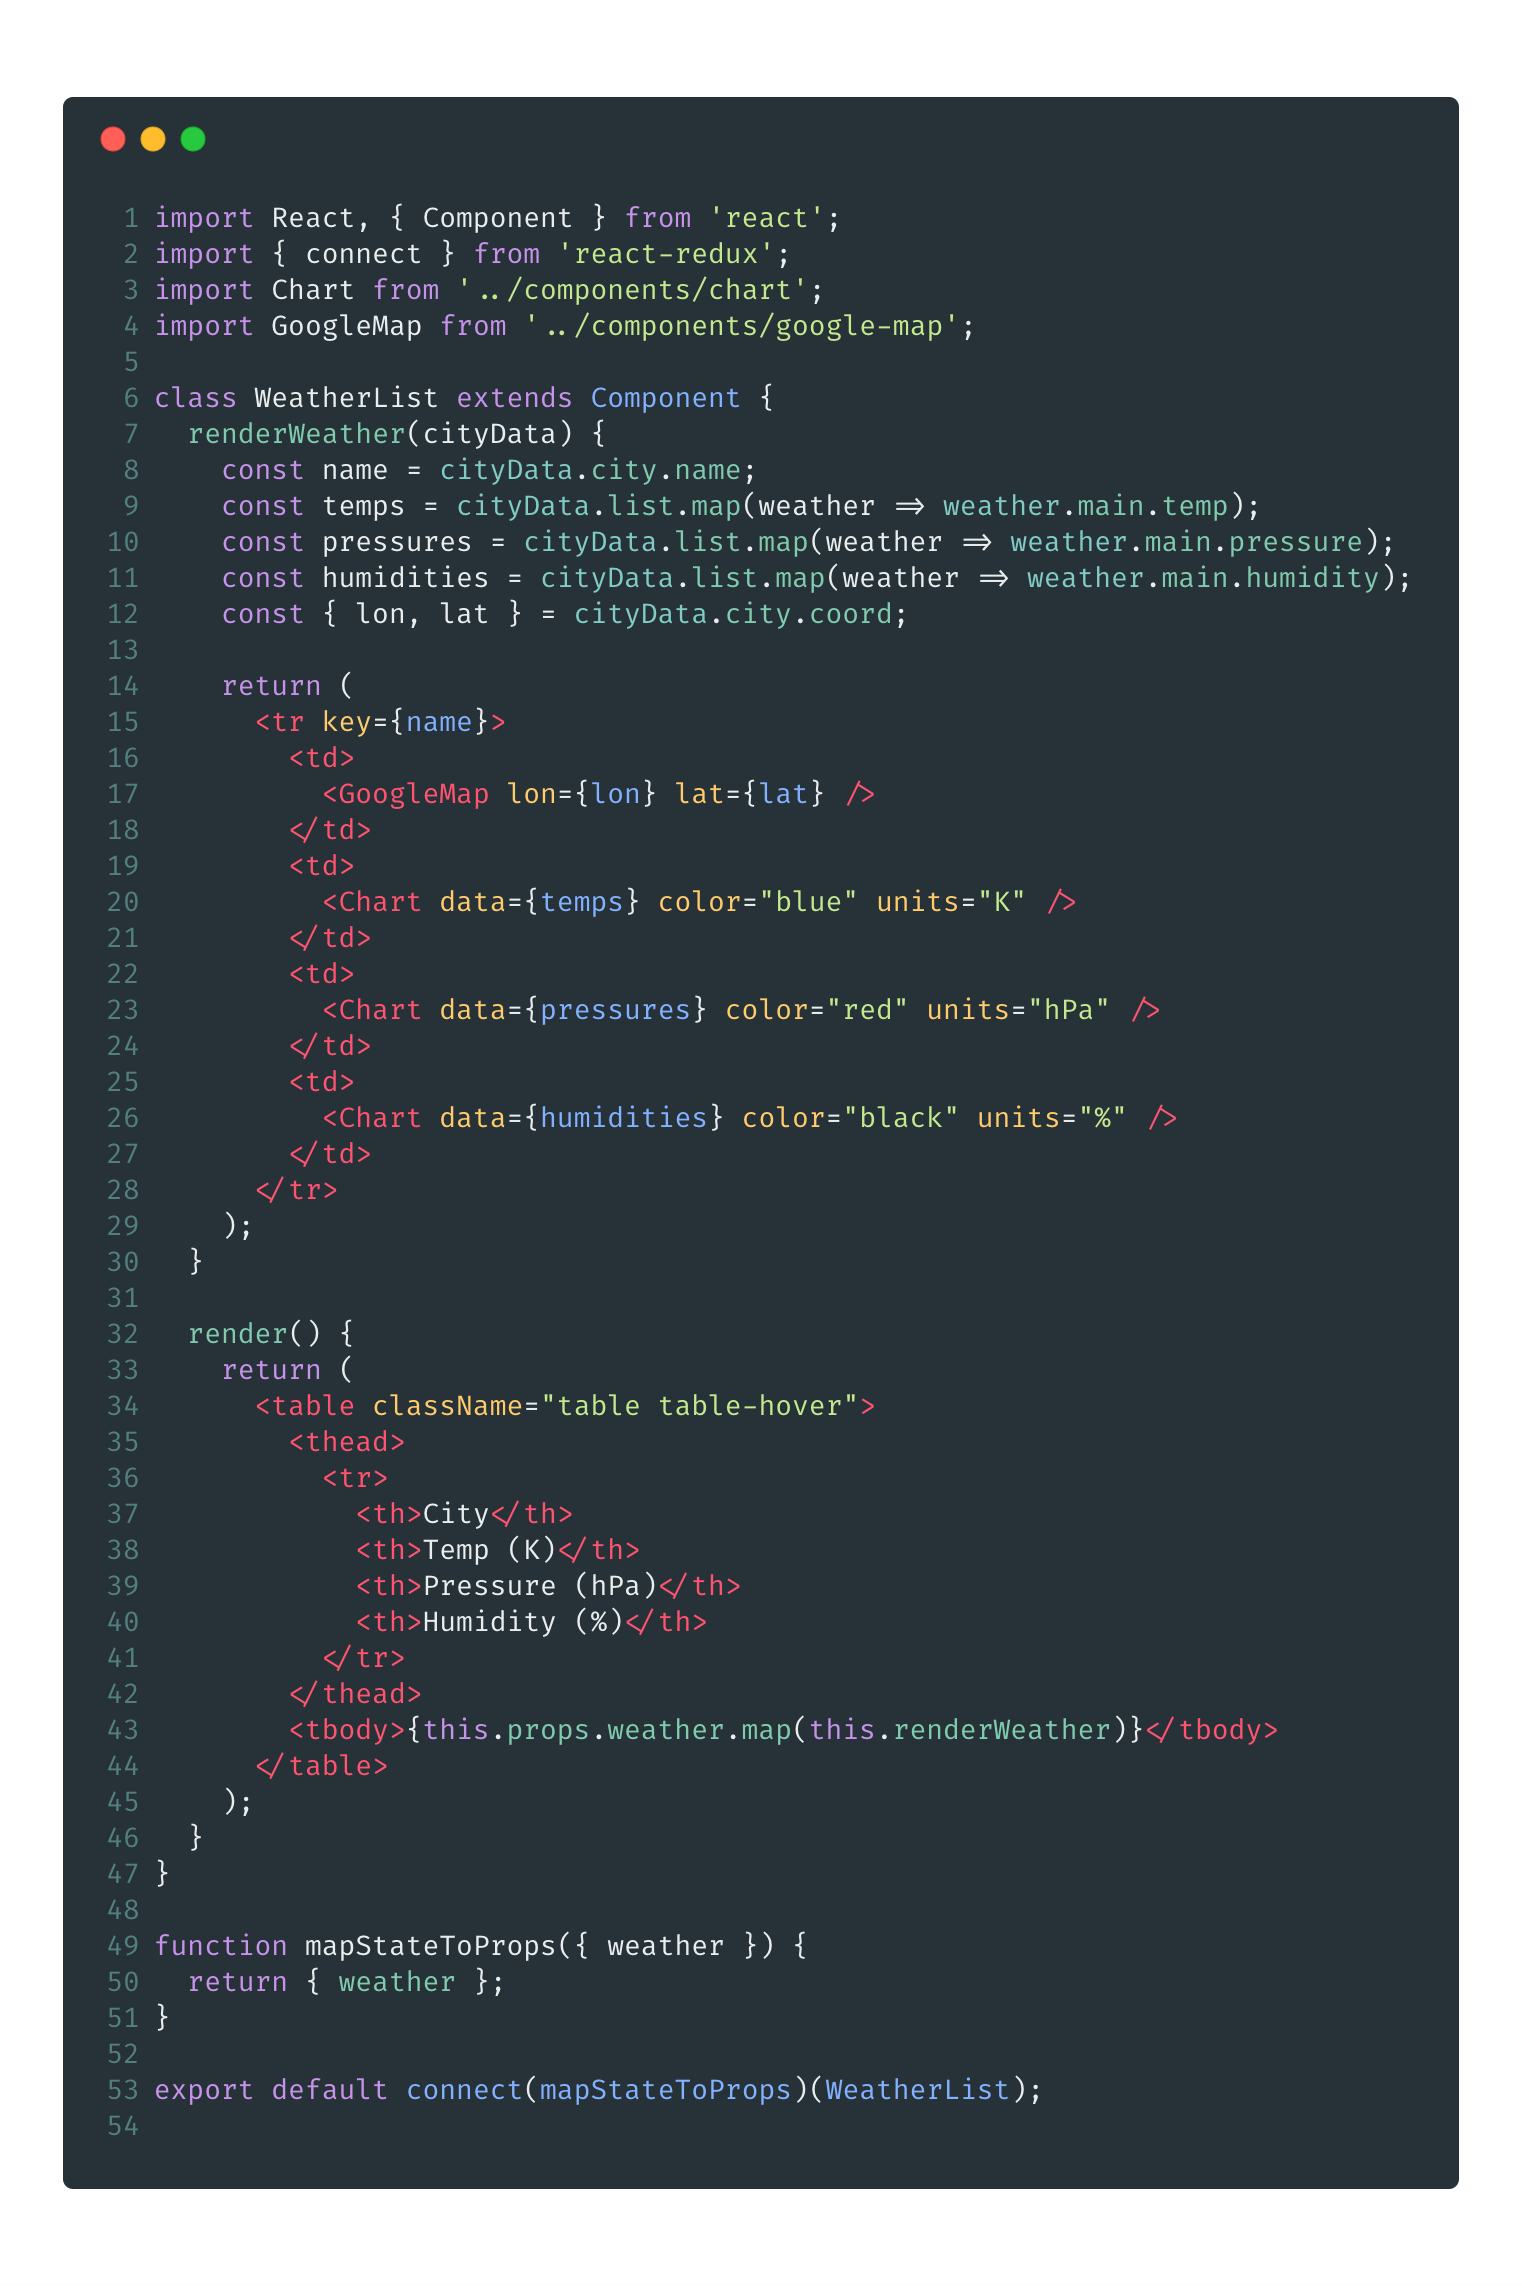 1 import React, { Component } from 'react';
2 import { connect } from 'react-redux';
3 import Chart from '../components/chart';
4 import GoogleMap from '../components/google-map';
5
6 class WeatherList extends Component {
7   renderWeather(cityData) {
8     const name = cityData.city.name;
9     const temps = cityData.list.map(weather => weather.main.temp);
10     const pressures = cityData.list.map(weather => weather.main.pressure);
11     const humidities = cityData.list.map(weather => weather.main.humidity);
12     const { lon, lat } = cityData.city.coord;
13
14     return (
15       <tr key={name}>
16         <td>
17           <GoogleMap lon={lon} lat={lat} />
18         </td>
19         <td>
20           <Chart data={temps} color="blue" units="K" />
21         </td>
22         <td>
23           <Chart data={pressures} color="red" units="hPa" />
24         </td>
25         <td>
26           <Chart data={humidities} color="black" units="%" />
27         </td>
28       </tr>
29     );
30   }
31
32   render() {
33     return (
34       <table className="table table-hover">
35         <thead>
36           <tr>
37             <th>City</th>
38             <th>Temp (K)</th>
39             <th>Pressure (hPa)</th>
40             <th>Humidity (%)</th>
41           </tr>
42         </thead>
43         <tbody>{this.props.weather.map(this.renderWeather)}</tbody>
44       </table>
45     );
46   }
47 }
48
49 function mapStateToProps({ weather }) {
50   return { weather };
51 }
52
53 export default connect(mapStateToProps)(WeatherList);
54